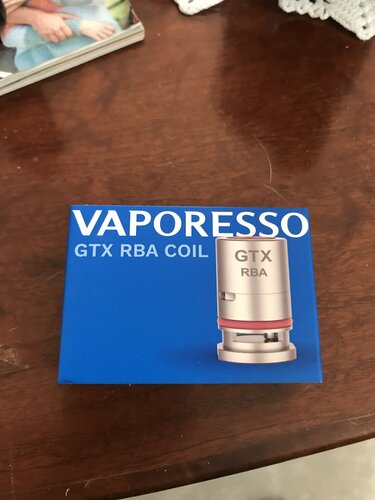 VAPORESSO
GTX RBA COIL
GTX
RBA